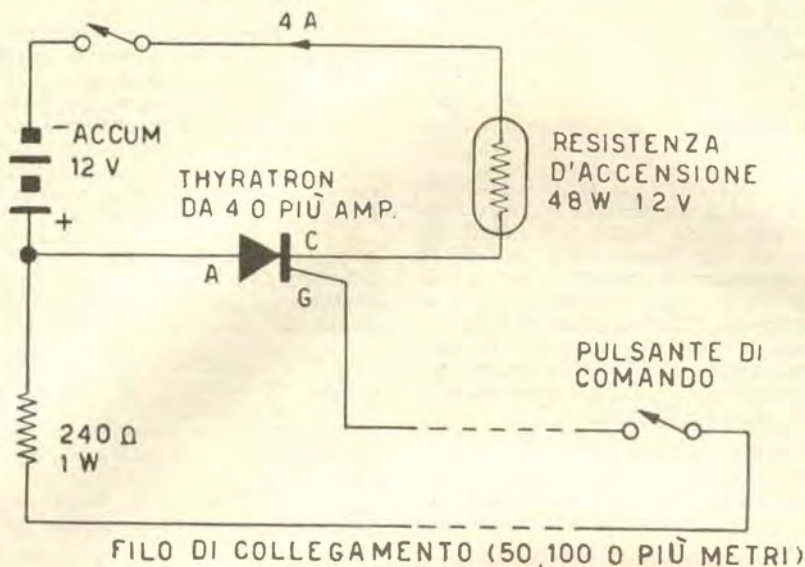 4 A
- ACCUM
12 V
+
THYRATRON
DA 4 O PIÙ AMP.
A
C
G
RESISTENZA
D'ACCENSIONE
48 W 12 V
PULSANTE DI
COMANDO
240 Ω
1 W
FILO DI COLLEGAMENTO (50, 100 O PIÙ METRI)